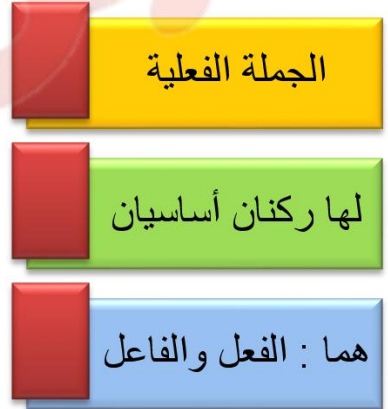 الجملة الفعلية
لها ركنان أساسيان
هما : الفعل والفاعل